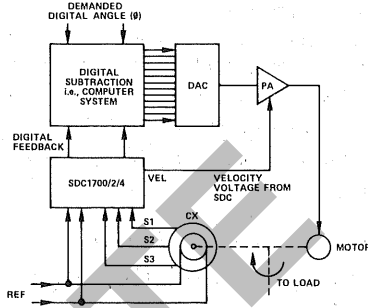 DEMANDED
DIGITAL ANGLE (θ)
DIGITAL
SUBTRACTION
i.e., COMPUTER
SYSTEM
DAC
PA
DIGITAL
FEEDBACK
SDC1700/2/4
VEL
VELOCITY
VOLTAGE FROM
SDC
S1
CX
S2
S3
MOTOR
TO LOAD
REF